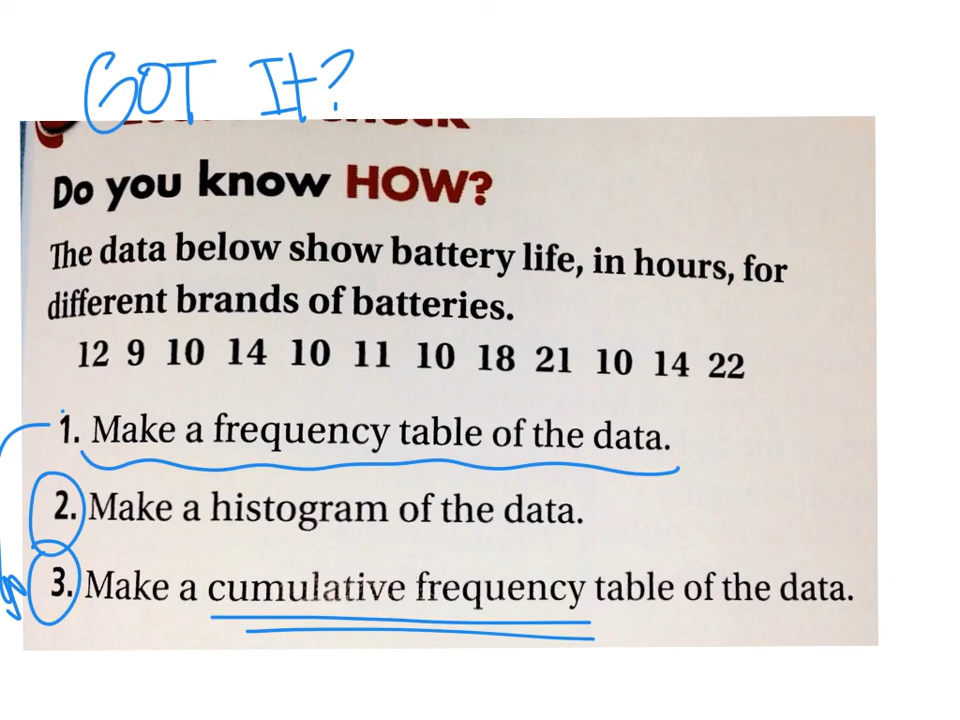 GOT It?
Do you know HOW?
The data below show battery life, in hours, for
different brands of batteries.
12 9 10 14 10 11 10 18 21 10 14 22
1. Make a frequency table of the data.
2. Make a histogram of the data.
3. Make a cumulative frequency table of the data.